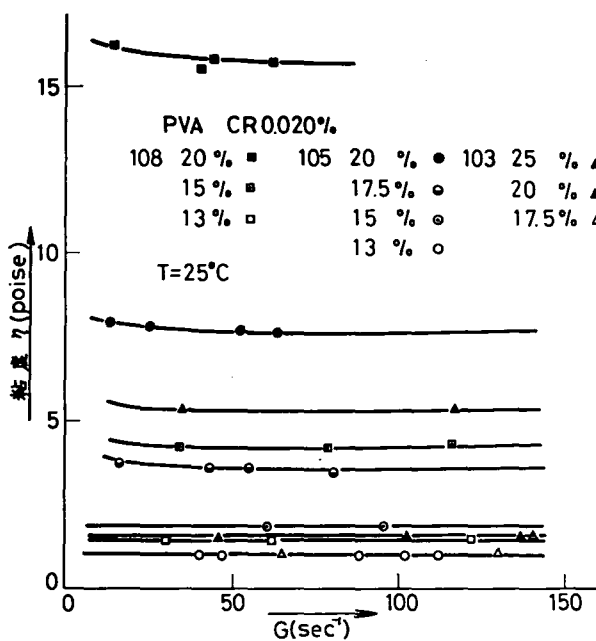 15
PVA CR0.020%
108 20% ■ 105 20 % ● 103 25 % ▲
15% ▪ 17.5% ◒ 20 % ▲
13% □ 15 % ⊙ 17.5% △
13 % ○
10
T=25°C
粘度 η (poise)
5
0
0 50 100 150
G(sec⁻¹)